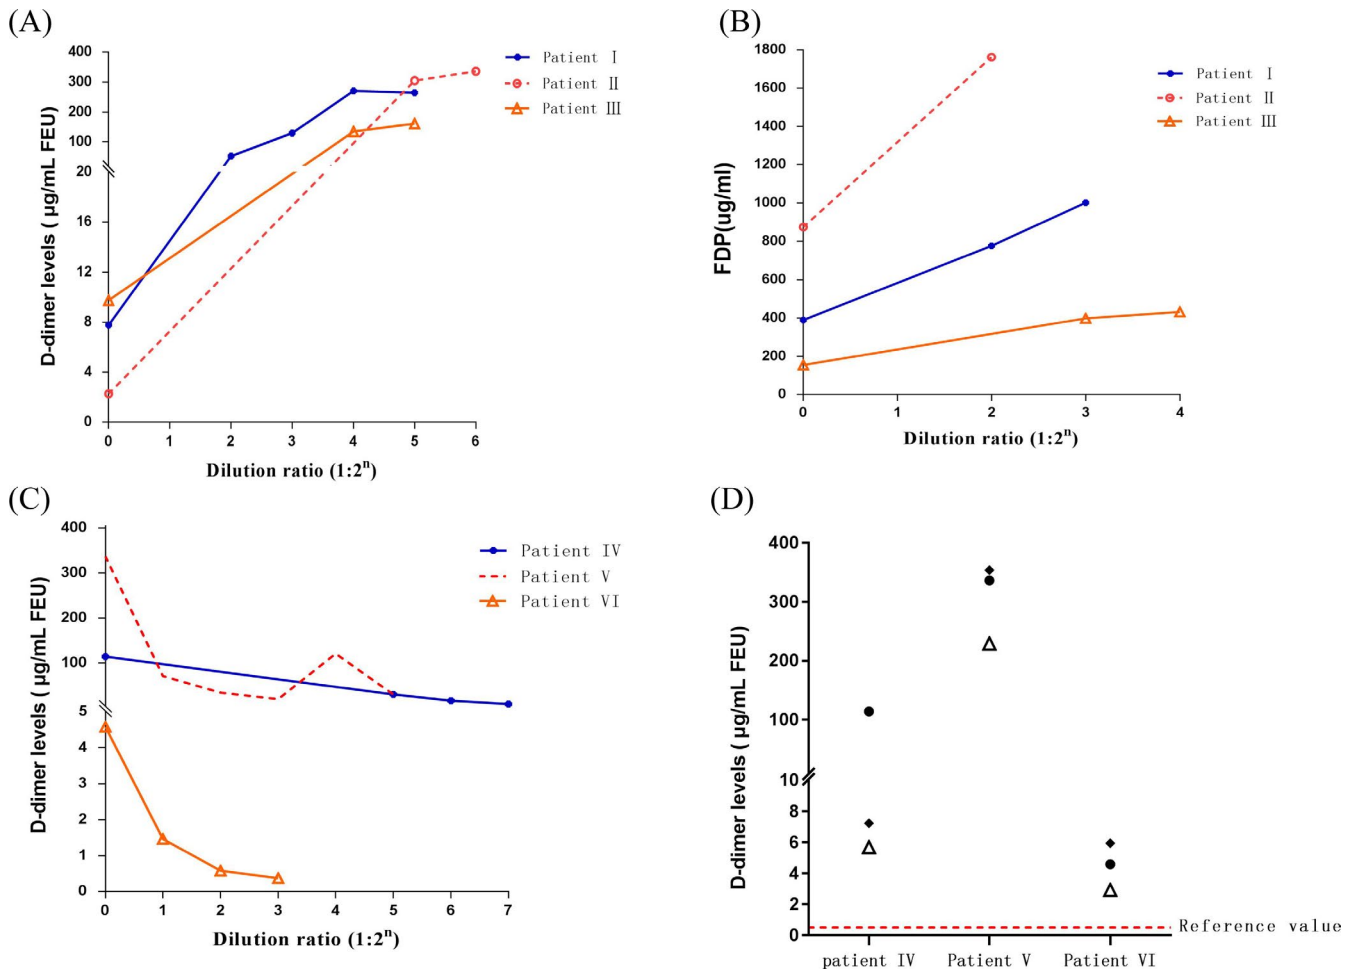 (A)
400
300
200
100
20
16
12
8
4
0
D-dimer levels ( μg/mL FEU)
0 1 2 3 4 5 6
Dilution ratio (1:2ⁿ)
Patient Ⅰ
Patient Ⅱ
Patient Ⅲ
(B)
1800
1600
1400
1200
1000
800
600
400
200
0
FDP(ug/ml)
0 1 2 3 4
Dilution ratio (1:2ⁿ)
Patient Ⅰ
Patient Ⅱ
Patient Ⅲ
(C)
400
300
200
100
5
4
3
2
1
0
D-dimer levels ( μg/mL FEU)
0 1 2 3 4 5 6 7
Dilution ratio (1:2ⁿ)
Patient IV
Patient V
Patient VI
(D)
400
300
200
100
10
8
6
4
2
0
D-dimer levels ( μg/mL FEU)
Reference value
patient IV Patient V Patient VI